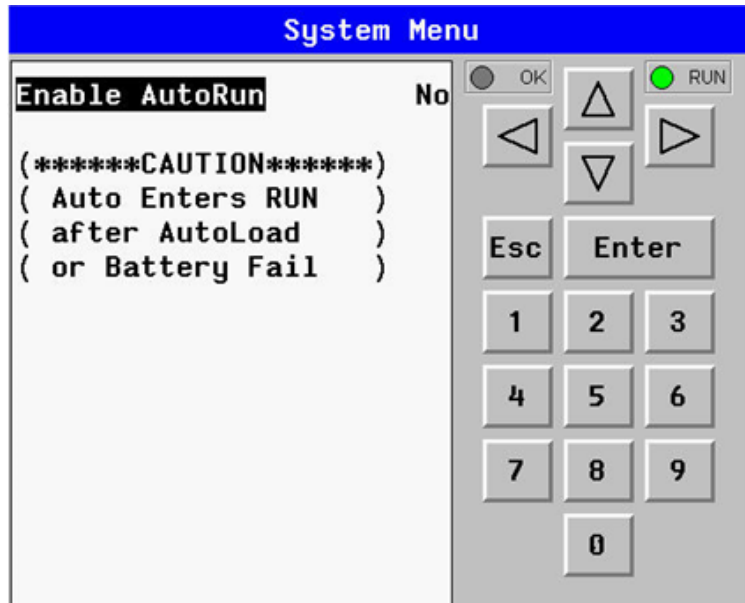 System Menu
Enable AutoRun No
(******CAUTION******)
( Auto Enters RUN )
( after AutoLoad )
( or Battery Fail )
OK RUN
Esc Enter
1 2 3
4 5 6
7 8 9
0